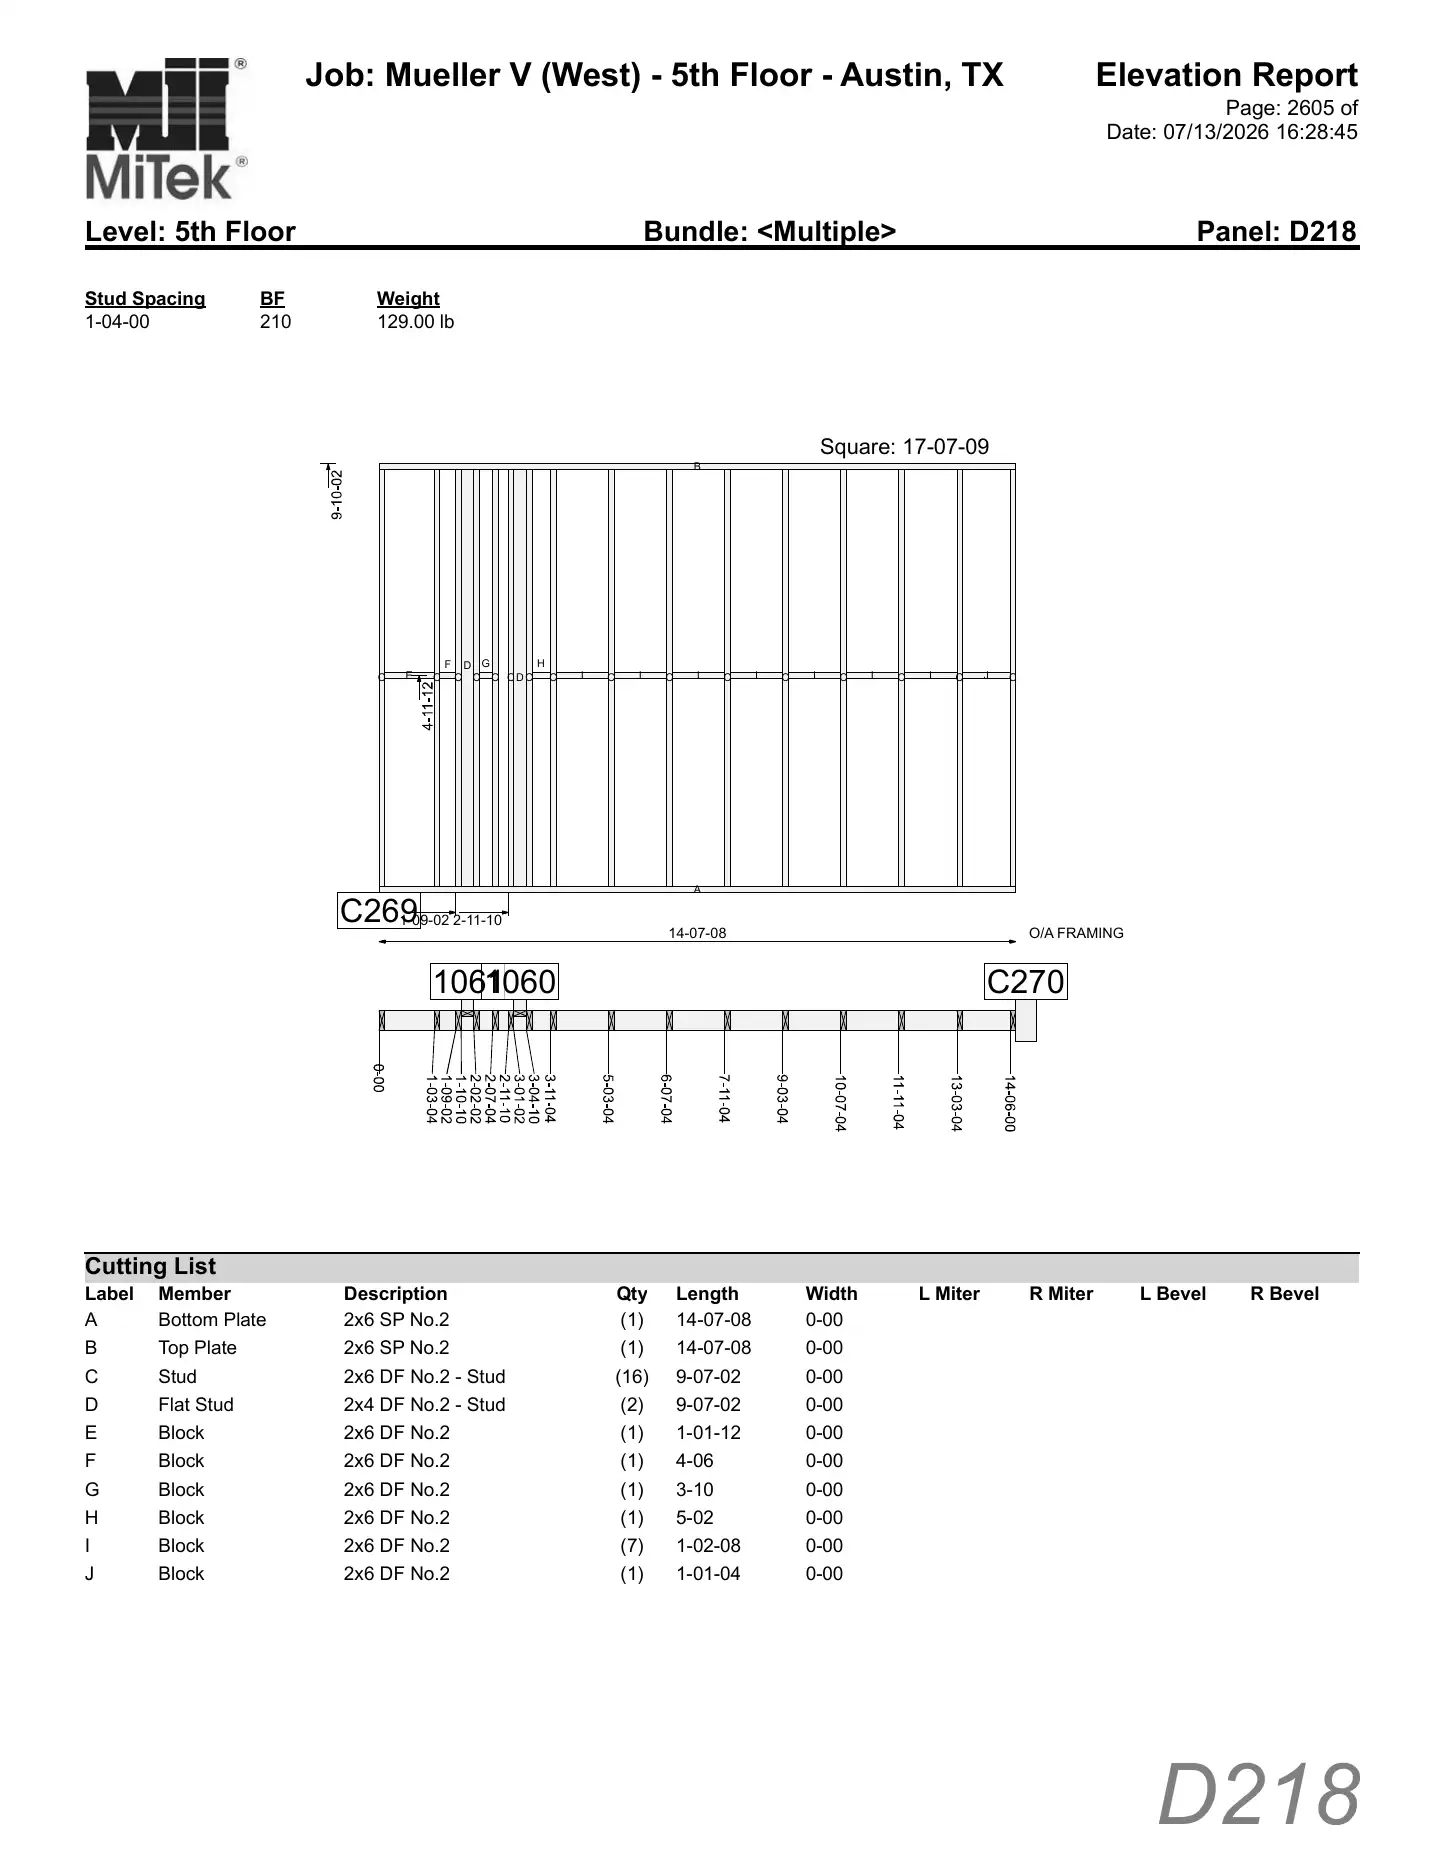 Job: Mueller V (West) - 5th Floor - Austin, TX
Elevation Report
Page: 2605 of
Date: 07/13/2026 16:28:45
MiTek®
Level: 5th Floor Bundle: <Multiple> Panel: D218
Stud Spacing BF Weight
1-04-00 210 129.00 lb
Square: 17-07-09
B
9-10-02
F D G H
E D I I I I I I I J
4-11-12
A
C269
1-09-02 2-11-10
14-07-08 O/A FRAMING
1061 1060 C270
0-00 1-03-04 1-09-02 1-10-10 2-02-02 2-07-04 2-11-10 3-01-02 3-04-10 3-11-04 5-03-04 6-07-04 7-11-04 9-03-04 10-07-04 11-11-04 13-03-04 14-06-00
Cutting List
Label Member Description Qty Length Width L Miter R Miter L Bevel R Bevel
A Bottom Plate 2x6 SP No.2 (1) 14-07-08 0-00
B Top Plate 2x6 SP No.2 (1) 14-07-08 0-00
C Stud 2x6 DF No.2 - Stud (16) 9-07-02 0-00
D Flat Stud 2x4 DF No.2 - Stud (2) 9-07-02 0-00
E Block 2x6 DF No.2 (1) 1-01-12 0-00
F Block 2x6 DF No.2 (1) 4-06 0-00
G Block 2x6 DF No.2 (1) 3-10 0-00
H Block 2x6 DF No.2 (1) 5-02 0-00
I Block 2x6 DF No.2 (7) 1-02-08 0-00
J Block 2x6 DF No.2 (1) 1-01-04 0-00
D218